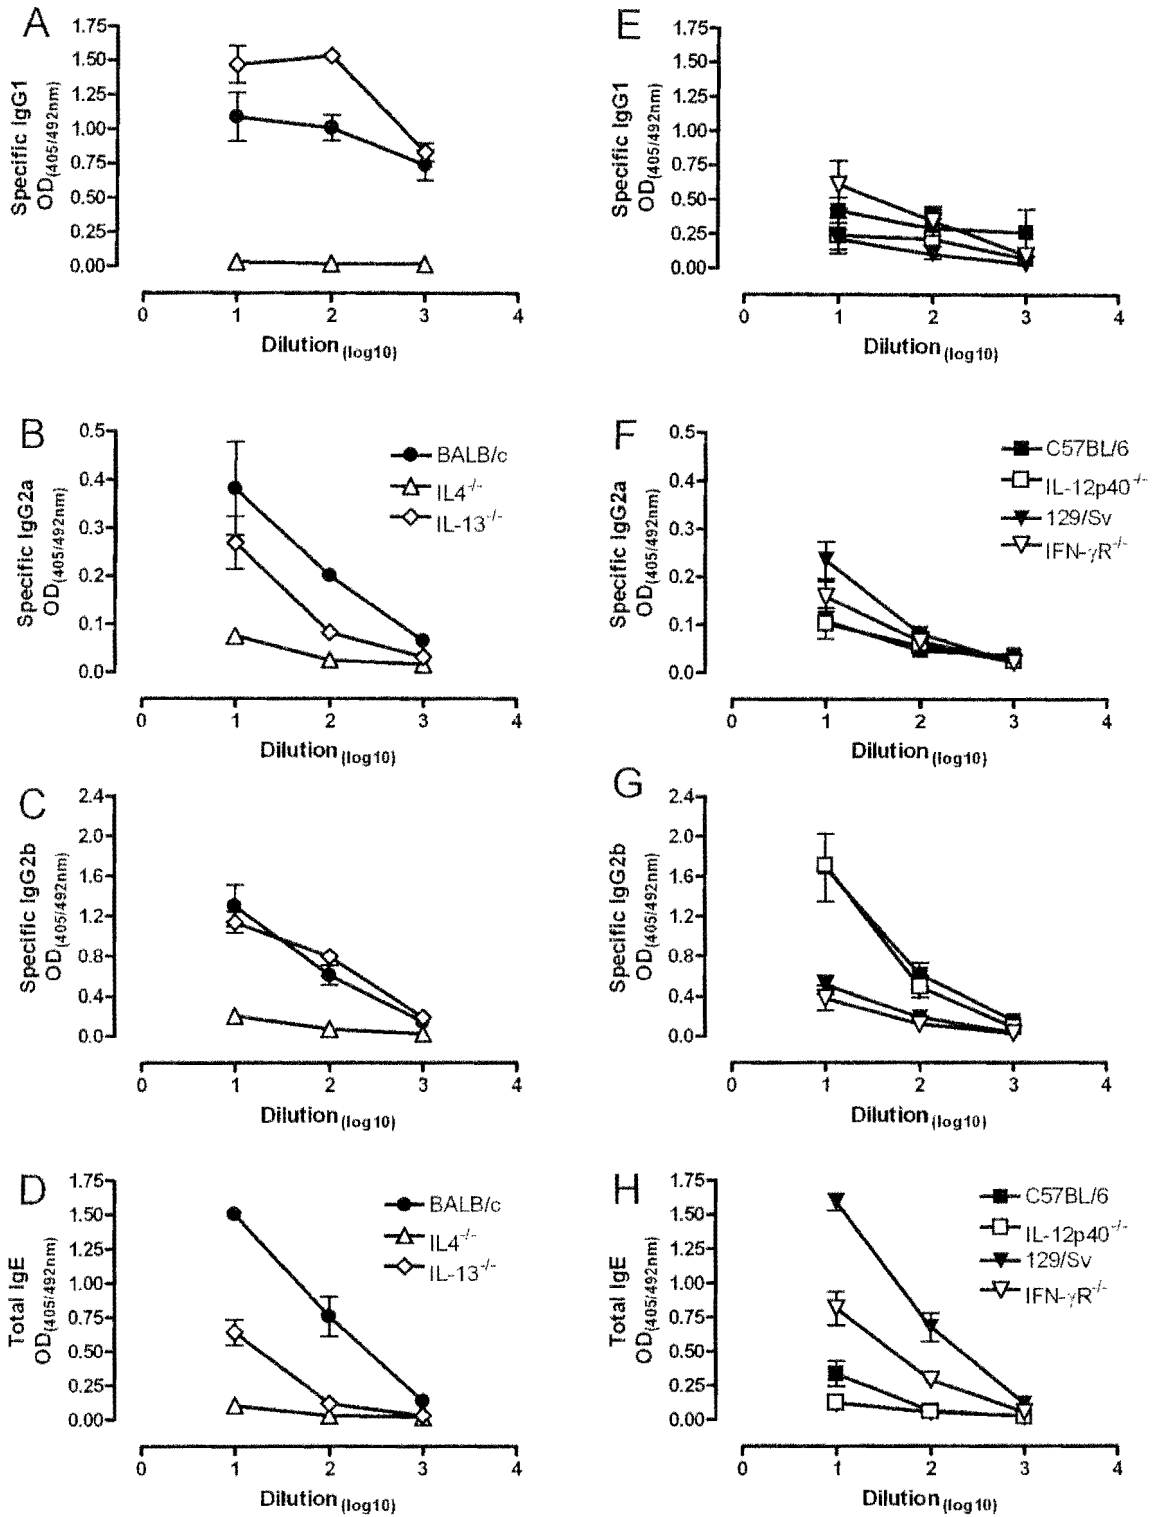 A
Specific IgG1
OD(405/492nm)
1.75
1.50
1.25
1.00
0.75
0.50
0.25
0.00
0 1 2 3 4
Dilution(log10)
E
Specific IgG1
OD(405/492nm)
1.75
1.50
1.25
1.00
0.75
0.50
0.25
0.00
0 1 2 3 4
Dilution(log10)
B
Specific IgG2a
OD(405/492nm)
0.5
0.4
0.3
0.2
0.1
0.0
BALB/c
IL4-/-
IL-13-/-
0 1 2 3 4
Dilution(log10)
F
Specific IgG2a
OD(405/492nm)
0.5
0.4
0.3
0.2
0.1
0.0
C57BL/6
IL-12p40-/-
129/Sv
IFN-γR-/-
0 1 2 3 4
Dilution(log10)
C
Specific IgG2b
OD(405/492nm)
2.4
2.0
1.6
1.2
0.8
0.4
0.0
0 1 2 3 4
Dilution(log10)
G
Specific IgG2b
OD(405/492nm)
2.4
2.0
1.6
1.2
0.8
0.4
0.0
0 1 2 3 4
Dilution(log10)
D
Total IgE
OD(405/492nm)
1.75
1.50
1.25
1.00
0.75
0.50
0.25
0.00
BALB/c
IL4-/-
IL-13-/-
0 1 2 3 4
Dilution(log10)
H
Total IgE
OD(405/492nm)
1.75
1.50
1.25
1.00
0.75
0.50
0.25
0.00
C57BL/6
IL-12p40-/-
129/Sv
IFN-γR-/-
0 1 2 3 4
Dilution(log10)